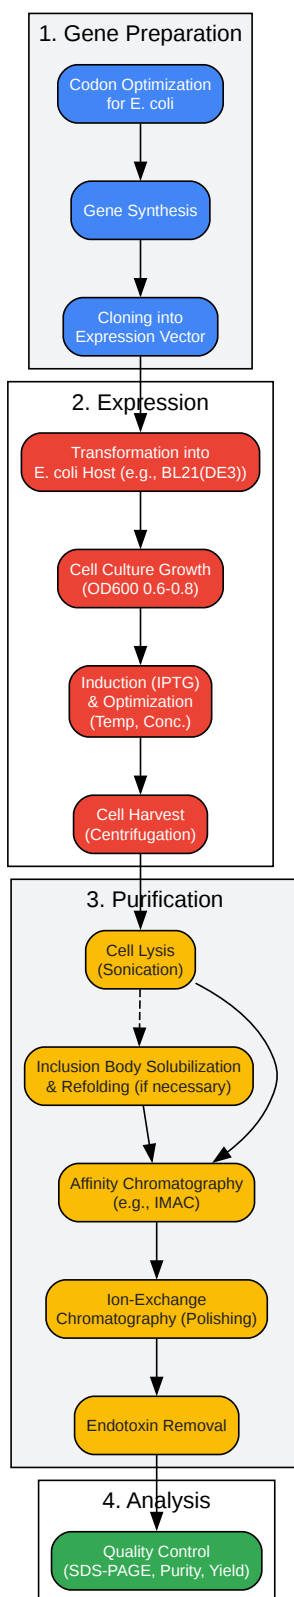 1. Gene Preparation
Codon Optimization
for E. coli
Gene Synthesis
Cloning into
Expression Vector
2. Expression
Transformation into
E. coli Host (e.g., BL21(DE3))
Cell Culture Growth
(OD600 0.6-0.8)
Induction (IPTG)
& Optimization
(Temp, Conc.)
Cell Harvest
(Centrifugation)
3. Purification
Cell Lysis
(Sonication)
Inclusion Body Solubilization
& Refolding (if necessary)
Affinity Chromatography
(e.g., IMAC)
Ion-Exchange
Chromatography (Polishing)
Endotoxin Removal
4. Analysis
Quality Control
(SDS-PAGE, Purity, Yield)